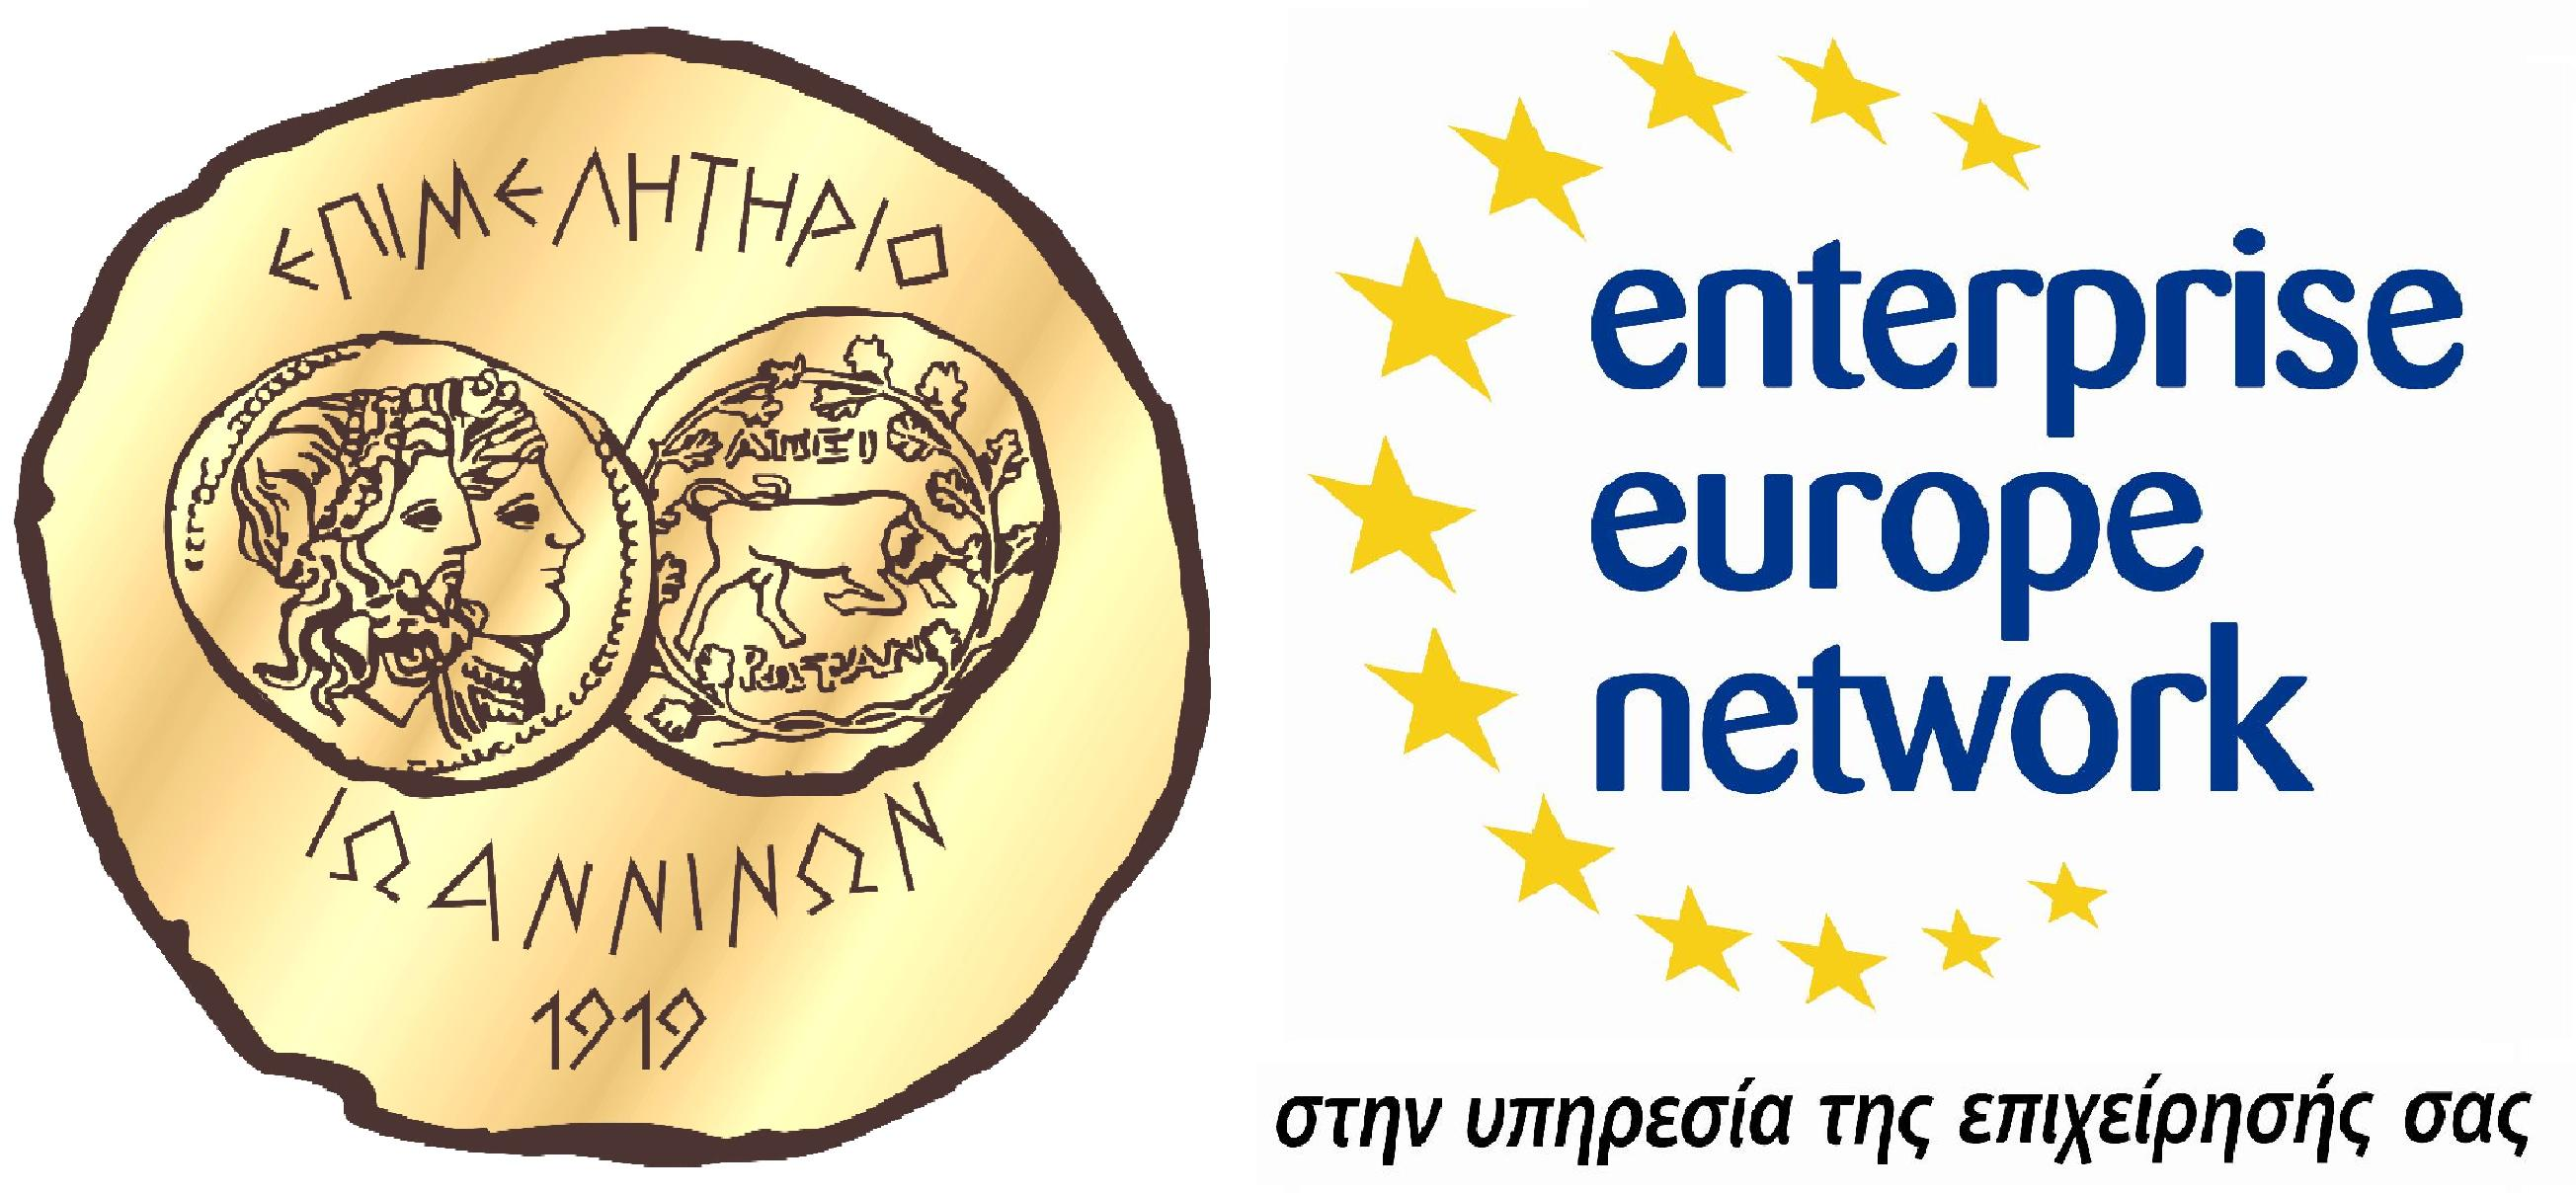 ΕΠΙΜΕΛΗΤΗΡΙΟ
ΙΩΑΝΝΙΝΩΝ
1919
enterprise
europe
network
στην υπηρεσία της επιχείρησής σας